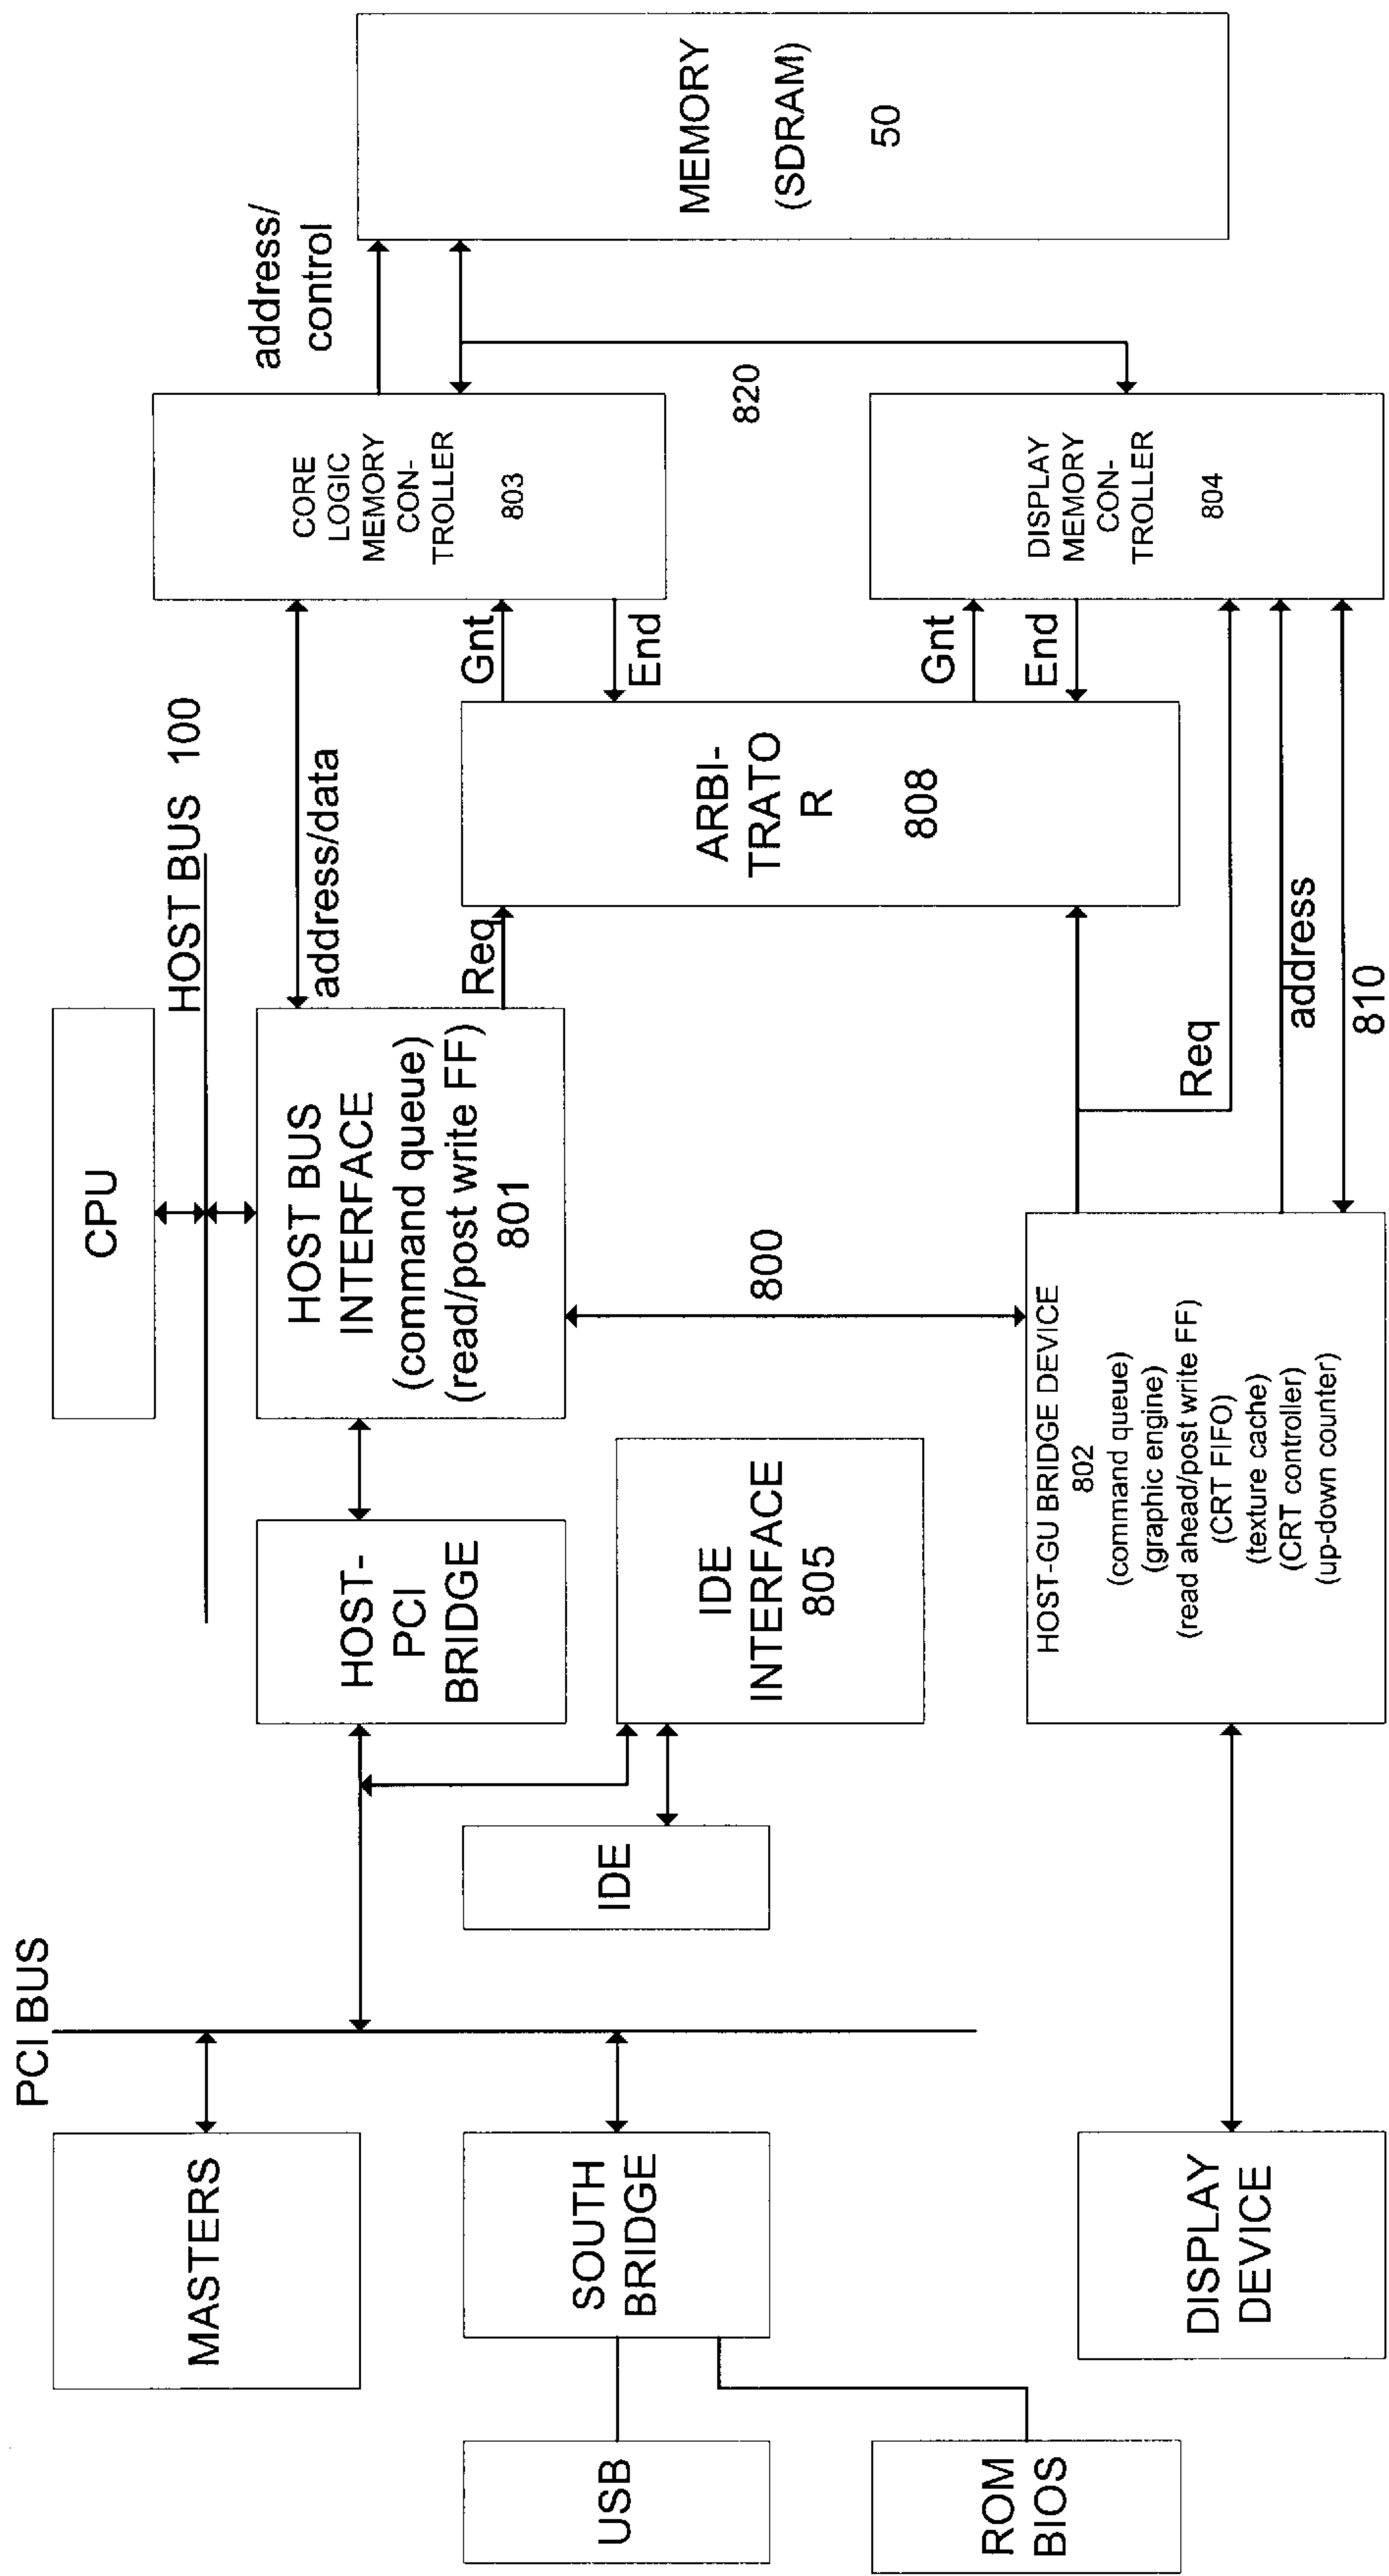 PCI BUS
MASTERS
SOUTH
BRIDGE
USB
ROM
BIOS
DISPLAY
DEVICE
CPU
HOST BUS 100
HOST-
PCI
BRIDGE
HOST BUS
INTERFACE
(command queue)
(read/post write FF)
801
IDE
IDE
INTERFACE
805
800
HOST-GU BRIDGE DEVICE
802
(command queue)
(graphic engine)
(read ahead/post write FF)
(CRT FIFO)
(texture cache)
(CRT controller)
(up-down counter)
address/data
Req
ARBI-
TRATO
R
808
Gnt
End
Gnt
End
Req
address
810
CORE
LOGIC
MEMORY
CON-
TROLLER
803
DISPLAY
MEMORY
CON-
TROLLER
804
address/
control
820
MEMORY
(SDRAM)
50